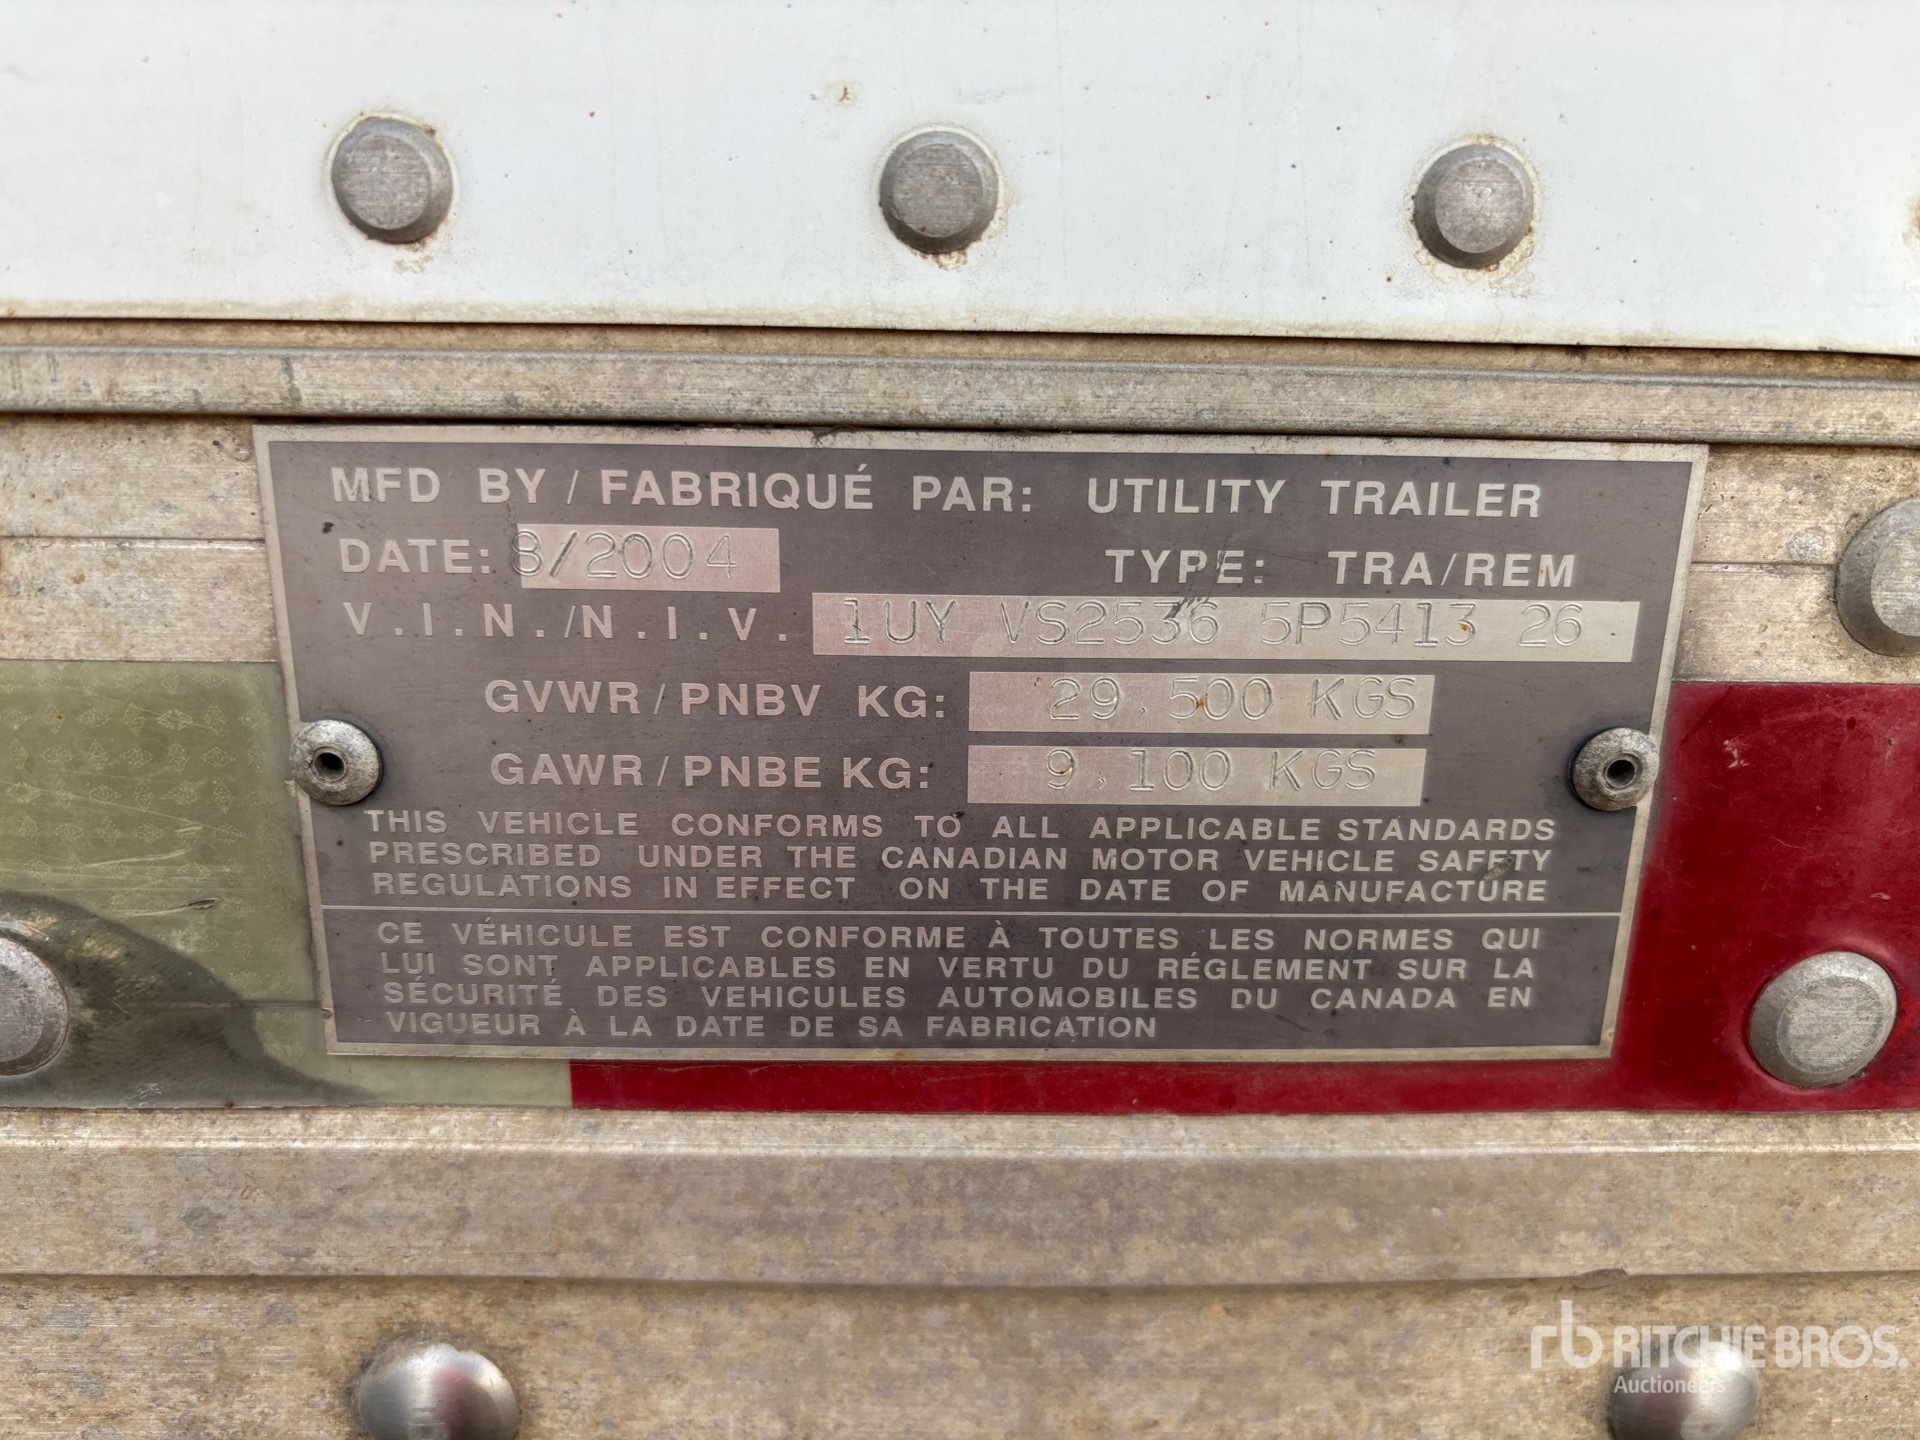 MFD BY / FABRIQUÉ PAR: UTILITY TRAILER
DATE: 8/2004 TYPE: TRA/REM
V.I.N./N.I.V. 1UY VS2536 5P5413 26
GVWR / PNBV KG: 29,500 KGS
GAWR / PNBE KG: 9,100 KGS
THIS VEHICLE CONFORMS TO ALL APPLICABLE STANDARDS
PRESCRIBED UNDER THE CANADIAN MOTOR VEHICLE SAFETY
REGULATIONS IN EFFECT ON THE DATE OF MANUFACTURE
CE VÉHICULE EST CONFORME À TOUTES LES NORMES QUI
LUI SONT APPLICABLES EN VERTU DU RÉGLEMENT SUR LA
SÉCURITÉ DES VEHICULES AUTOMOBILES DU CANADA EN
VIGUEUR À LA DATE DE SA FABRICATION
rb RITCHIE BROS.
Auctioneers